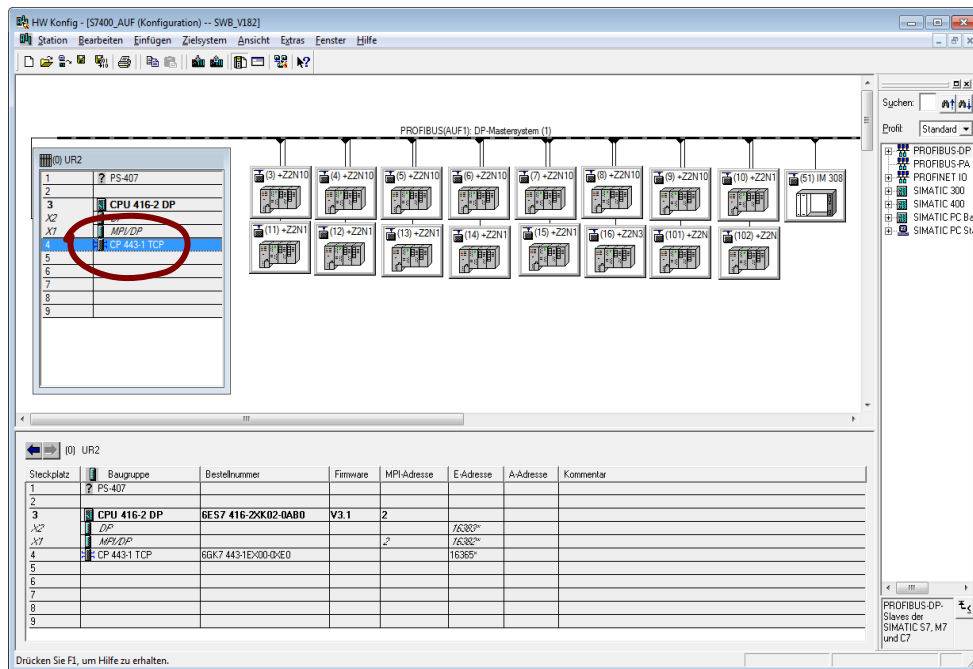 HW Konfig - [S7400_AUF (Konfiguration) -- SWB_V182]
Station Bearbeiten Einfügen Zielsystem Ansicht Extras Fenster Hilfe
Suchen:
Profil: Standard
PROFIBUS(AUF1): DP-Mastersystem (1)
(0) UR2
1 ? PS-407
2
3 CPU 416-2 DP
X2 DP
X1 MPI/DP
4 CP 443-1 TCP
5
6
7
8
9
(3) +Z2N10 (4) +Z2N10 (5) +Z2N10 (6) +Z2N10 (7) +Z2N10 (8) +Z2N10 (9) +Z2N10 (10) +Z2N1 (51) IM 308
(11) +Z2N1 (12) +Z2N1 (13) +Z2N1 (14) +Z2N1 (15) +Z2N1 (16) +Z2N3 (101) +Z2N (102) +Z2N
PROFIBUS-DP
PROFIBUS-PA
PROFINET IO
SIMATIC 300
SIMATIC 400
SIMATIC PC Ba
SIMATIC PC St
(0) UR2
Steckplatz Baugruppe Bestellnummer Firmware MPI-Adresse E-Adresse A-Adresse Kommentar
1 ? PS-407
2
3 CPU 416-2 DP 6ES7 416-2XK02-0AB0 V3.1 2
X2 DP 16383*
X1 MPI/DP 2 16382*
4 CP 443-1 TCP 6GK7 443-1EX00-0XE0 16365*
5
6
7
8
9
PROFIBUS-DP-
Slaves der
SIMATIC S7, M7
und C7
Drücken Sie F1, um Hilfe zu erhalten.